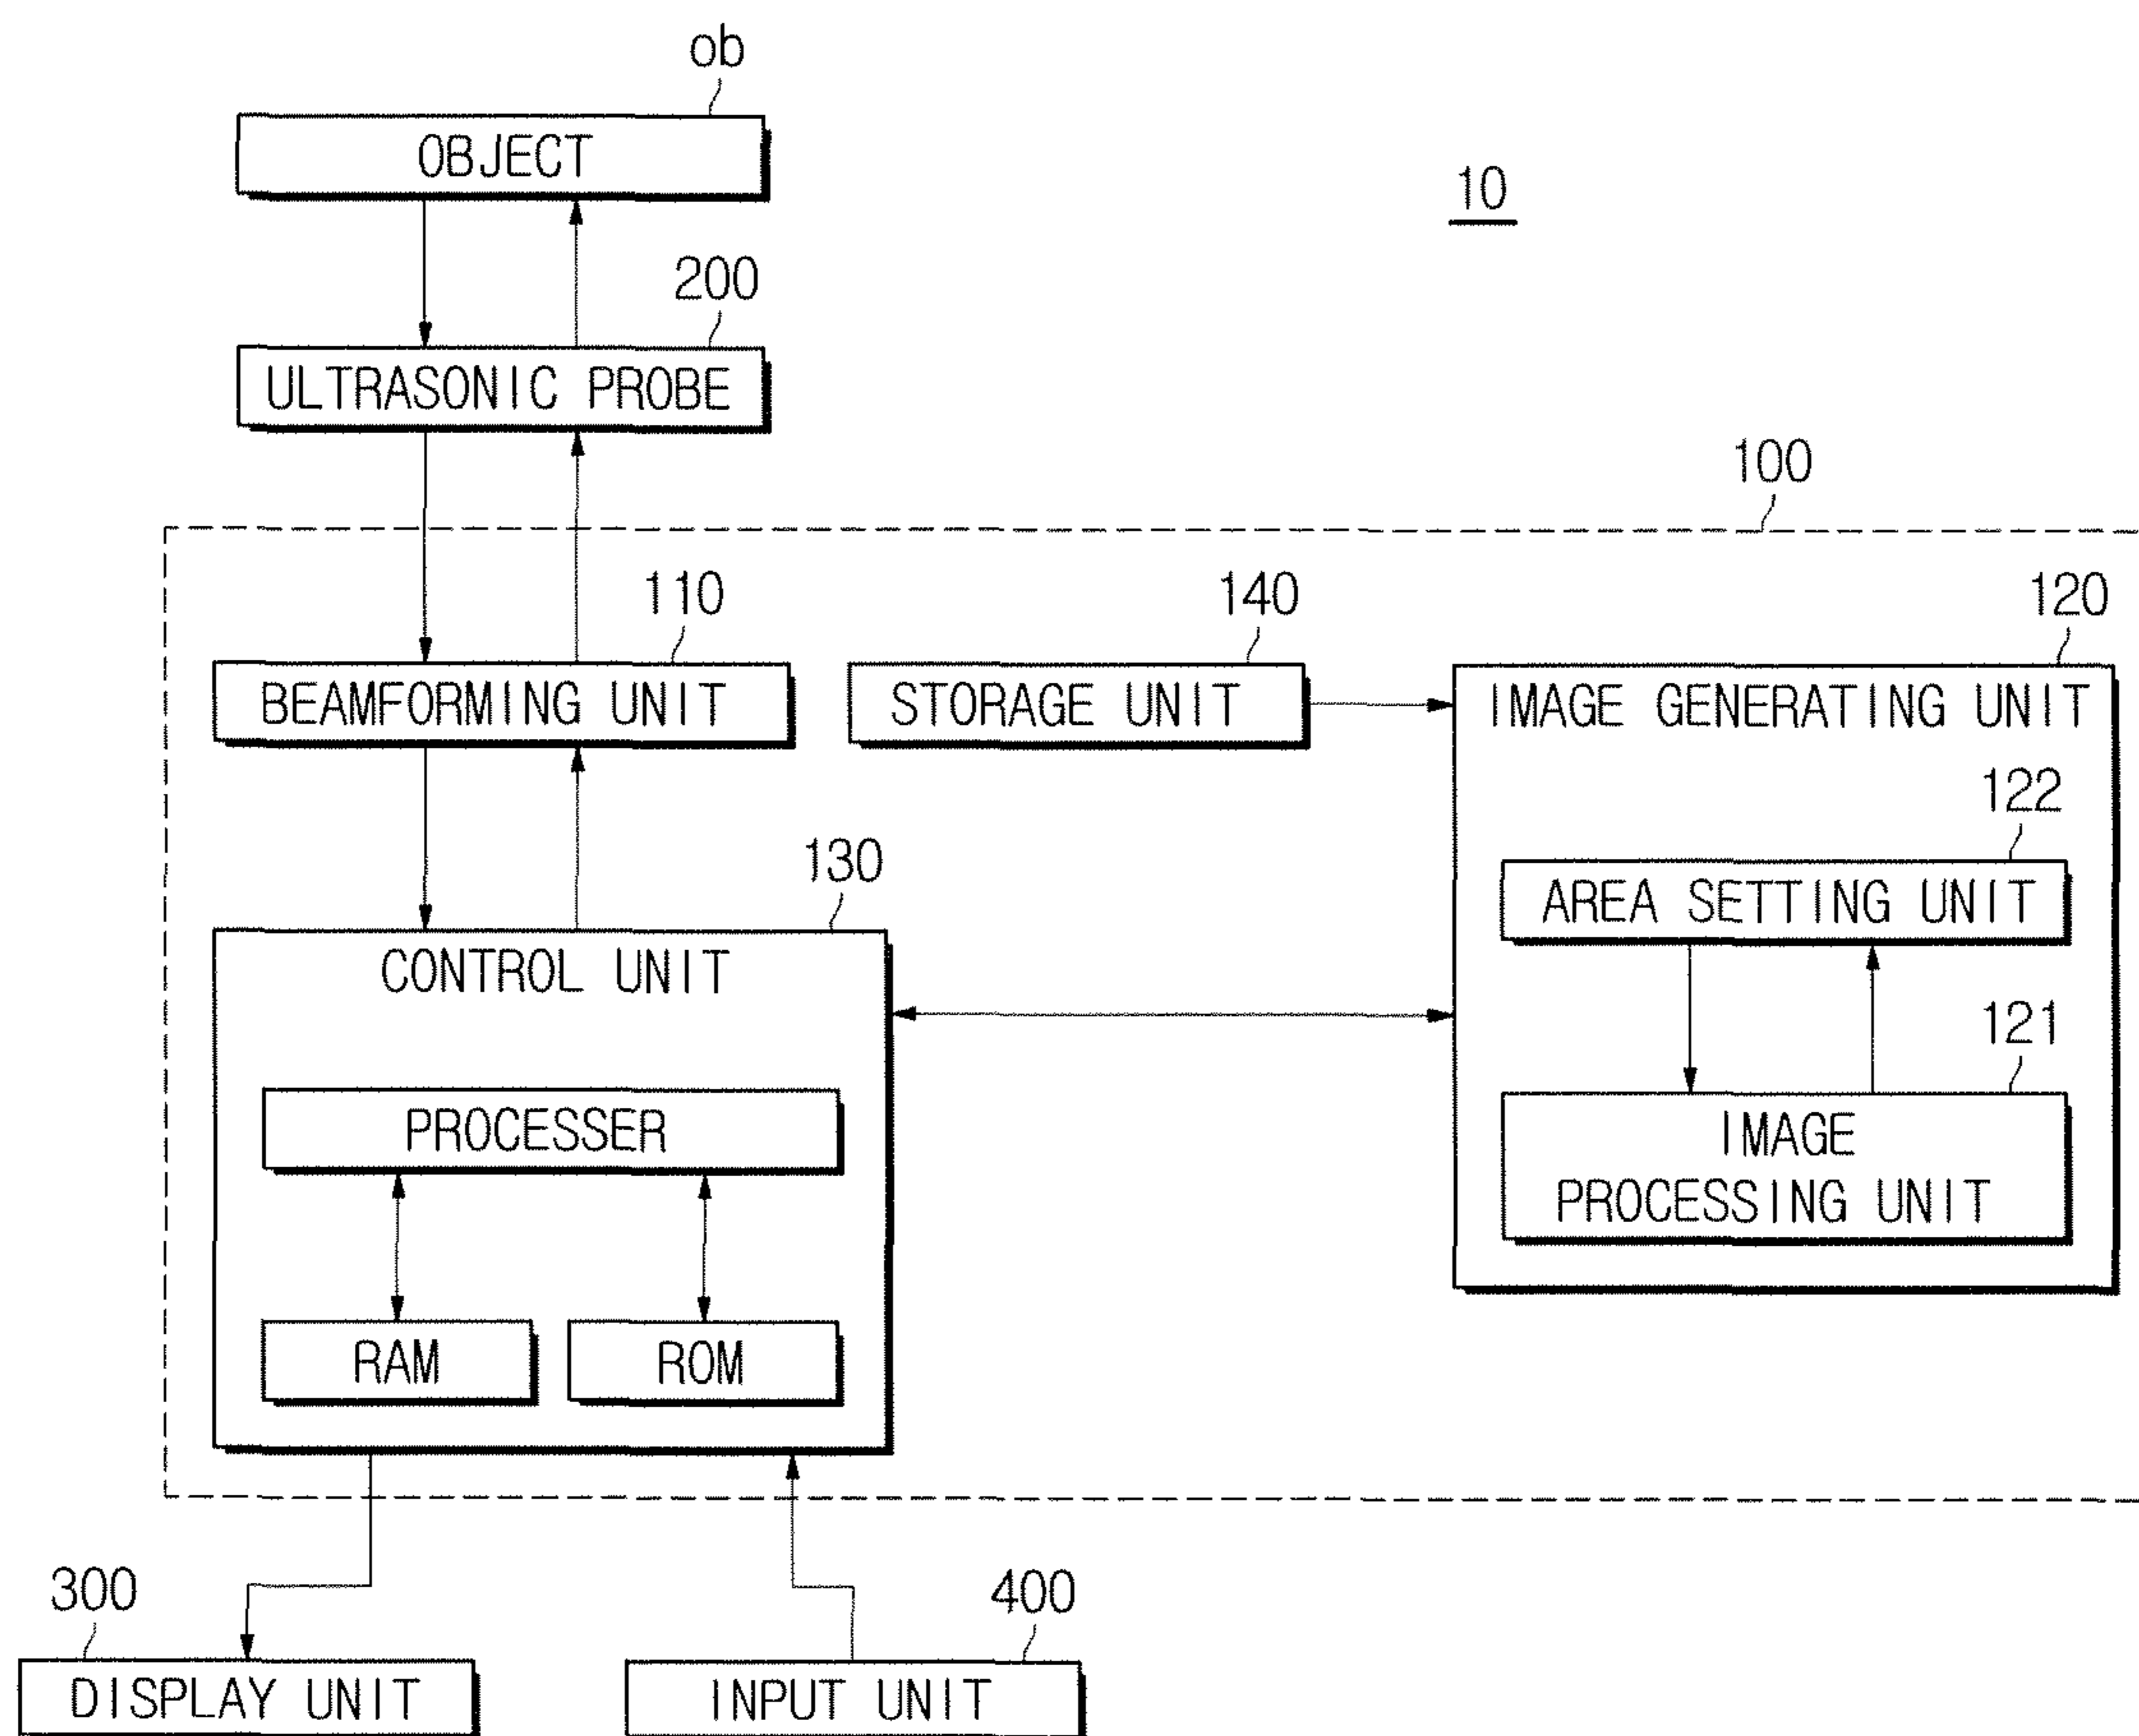 ob
OBJECT
10
200
ULTRASONIC PROBE
100
110
140
120
BEAMFORMING UNIT
STORAGE UNIT
IMAGE GENERATING UNIT
122
AREA SETTING UNIT
130
CONTROL UNIT
121
IMAGE
PROCESSING UNIT
PROCESSER
RAM
ROM
300
DISPLAY UNIT
400
INPUT UNIT